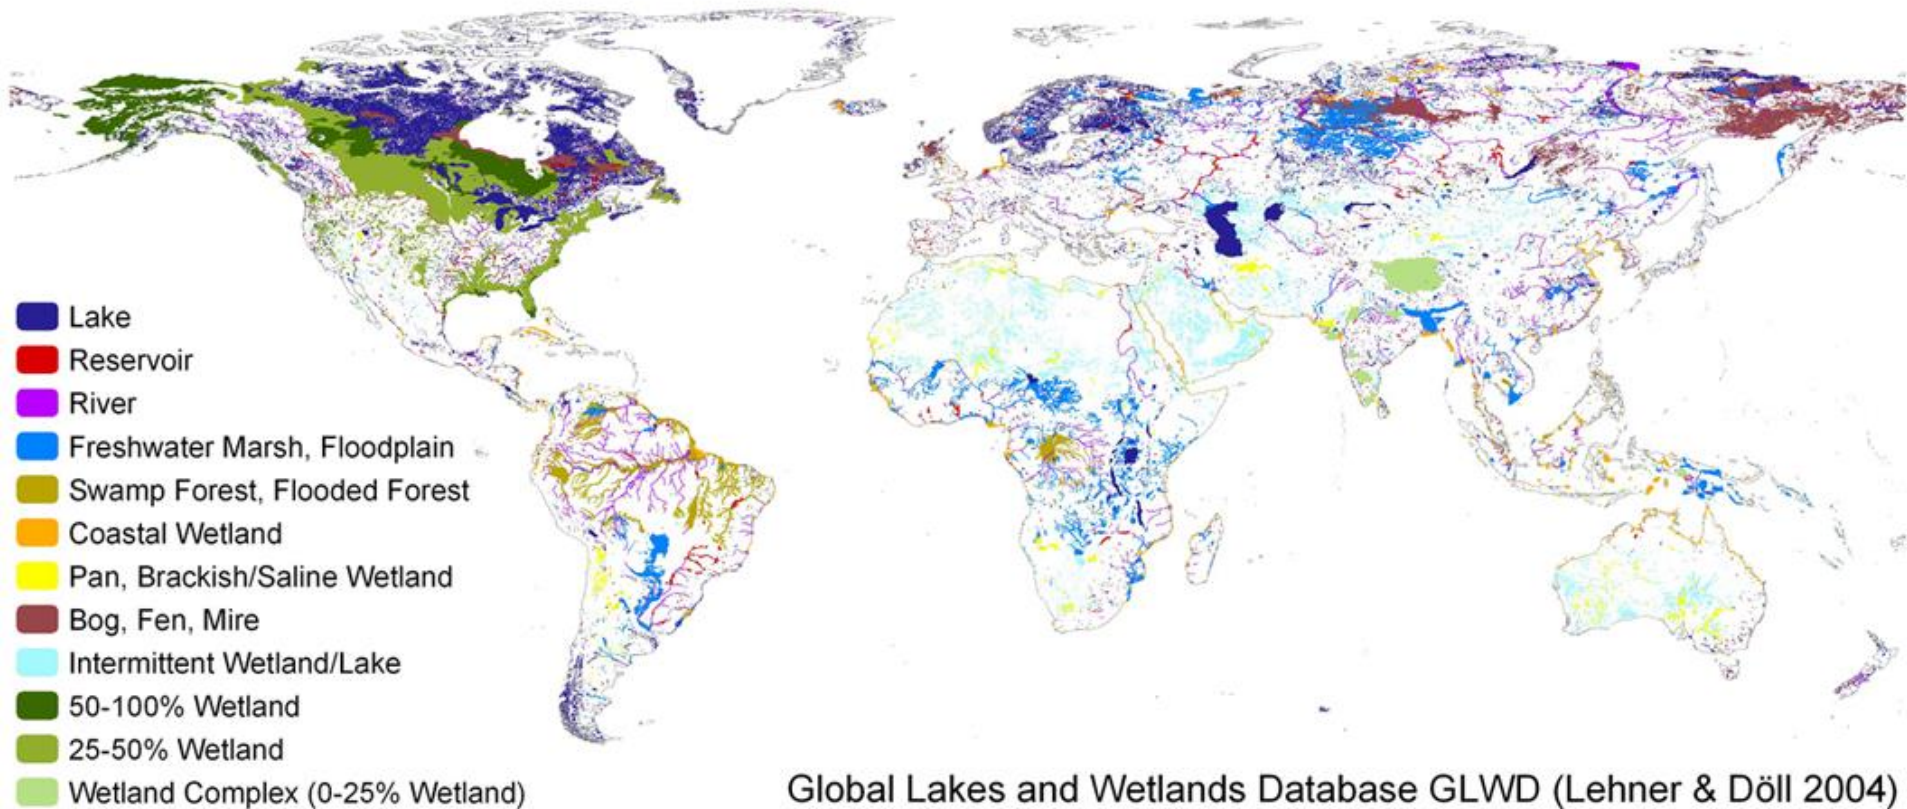 Lake
Reservoir
River
Freshwater Marsh, Floodplain
Swamp Forest, Flooded Forest
Coastal Wetland
Pan, Brackish/Saline Wetland
Bog, Fen, Mire
Intermittent Wetland/Lake
50-100% Wetland
25-50% Wetland
Wetland Complex (0-25% Wetland)
Global Lakes and Wetlands Database GLWD (Lehner & Döll 2004)